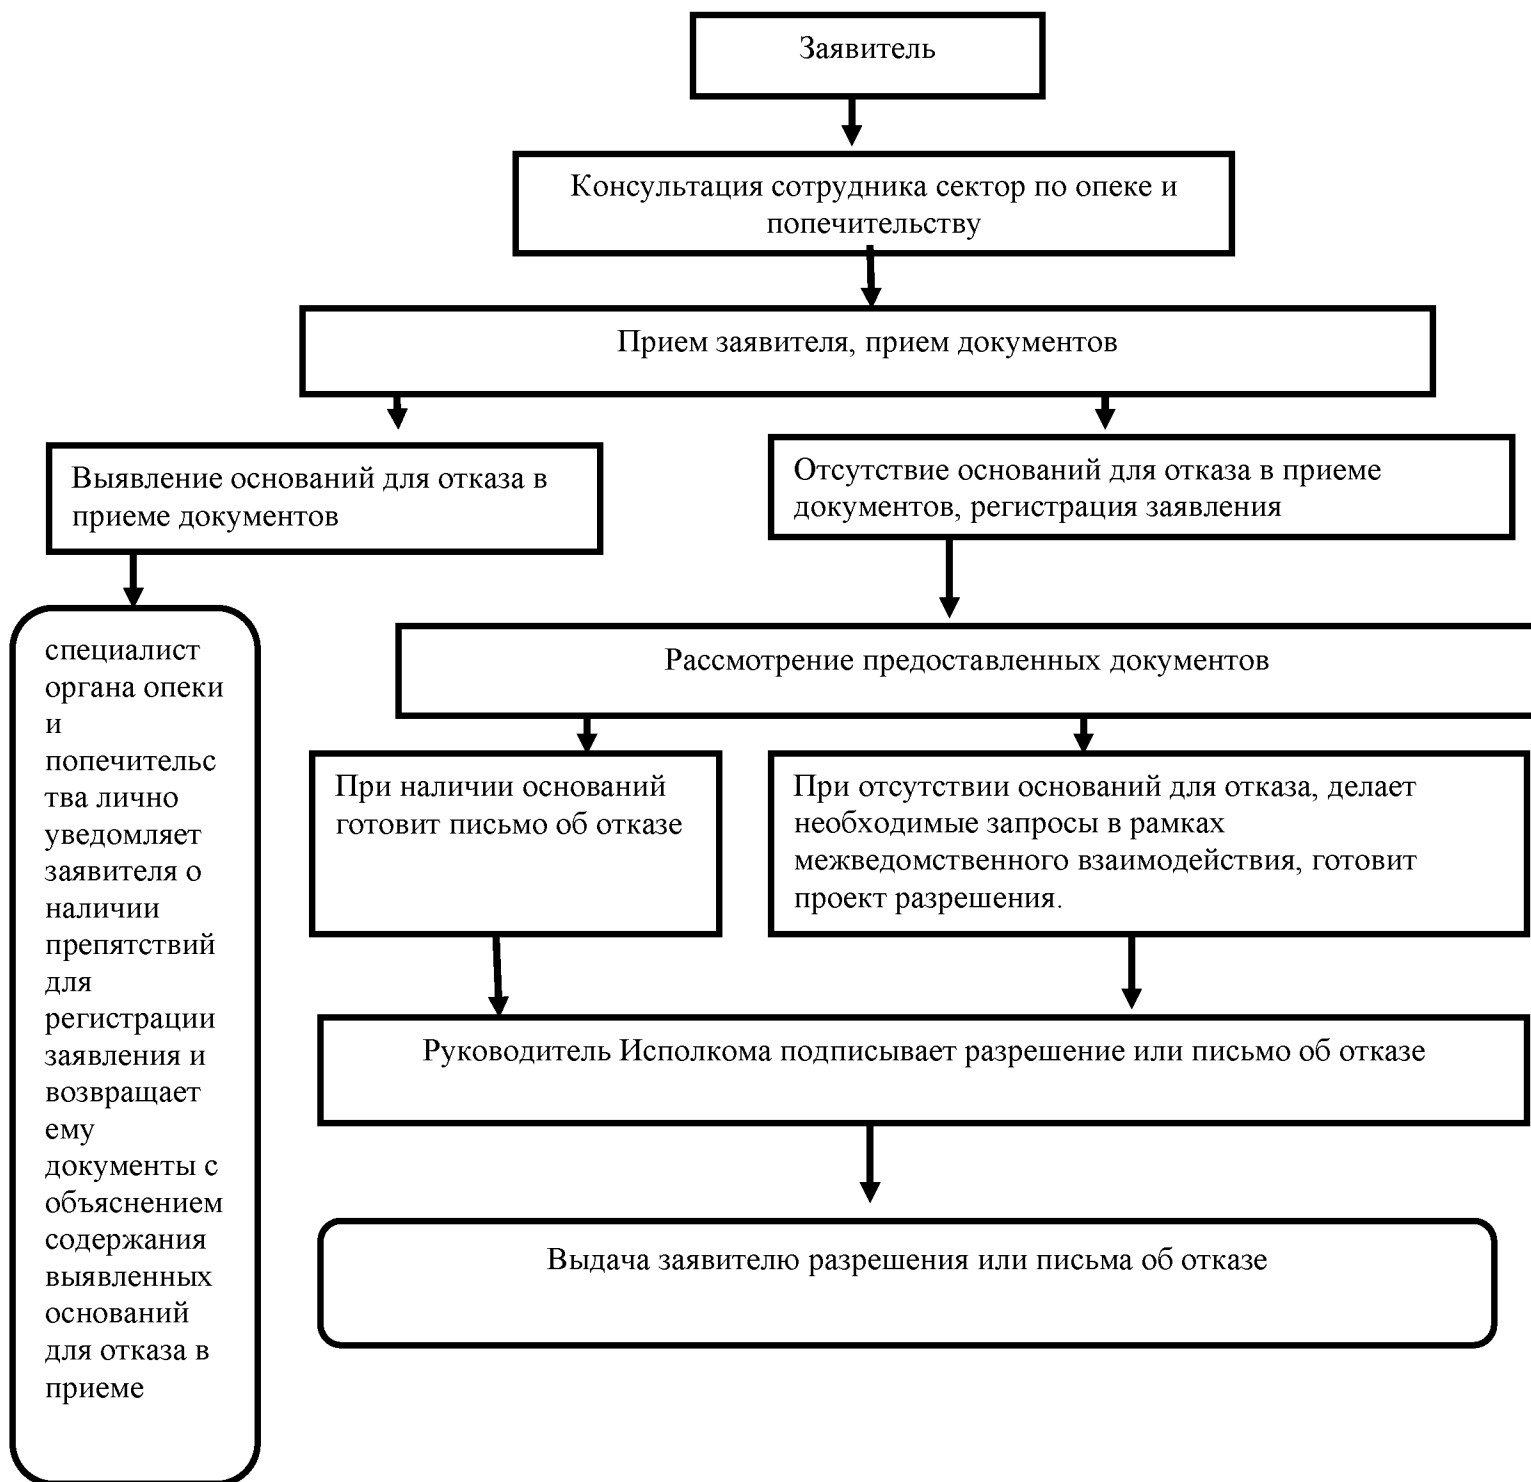 Заявитель
Консультация сотрудника сектор по опеке и
попечительству
Прием заявителя, прием документов
Выявление оснований для отказа в
приеме документов
Отсутствие оснований для отказа в приеме
документов, регистрация заявления
специалист
органа опеки
и
попечительс
тва лично
уведомляет
заявителя о
наличии
препятствий
для
регистрации
заявления и
возвращает
ему
документы с
объяснением
содержания
выявленных
оснований
для отказа в
приеме
Рассмотрение предоставленных документов
При наличии оснований
готовит письмо об отказе
При отсутствии оснований для отказа, делает
необходимые запросы в рамках
межведомственного взаимодействия, готовит
проект разрешения.
Руководитель Исполкома подписывает разрешение или письмо об отказе
Выдача заявителю разрешения или письма об отказе